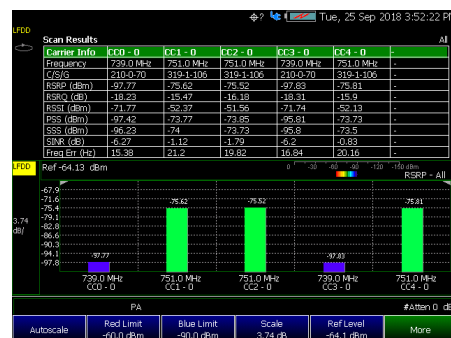 Tue, 25 Sep 2018 3:52:22 P
LFDD
Scan Results All
Carrier Info CC0 - 0 CC1 - 0 CC2 - 0 CC3 - 0 CC4 - 0 -
Frequency 739.0 MHz 751.0 MHz 751.0 MHz 739.0 MHz 751.0 MHz -
C/S/G 210-0-70 319-1-106 319-1-106 210-0-70 319-1-106 -
RSRP (dBm) -97.77 -75.62 -75.52 -97.83 -75.81 -
RSRQ (dB) -18.23 -15.47 -16.18 -18.31 -15.9 -
RSSI (dBm) -71.77 -52.37 -51.56 -71.74 -52.13 -
PSS (dBm) -97.42 -73.77 -73.85 -95.81 -73.73 -
SSS (dBm) -96.23 -74 -73.73 -95.8 -73.5 -
SINR (dB) -6.27 -1.12 -1.79 -6.2 -0.83 -
Freq Err (Hz) 15.38 21.2 19.82 16.84 20.16 -
LFDD Ref -64.13 dBm 0 -30 -60 -90 -120 -150 dBm
RSRP - All
-67.9
-71.6
-75.4
-79.1
-82.8
-86.6
-90.3
-94.1
-97.8
3.74
dB/
-97.77 -75.62 -75.52 -97.83 -75.81
739.0 MHz 751.0 MHz 751.0 MHz 739.0 MHz 751.0 MHz
CC0 - 0 CC1 - 0 CC2 - 0 CC3 - 0 CC4 - 0
PA #Atten 0 dB
Autoscale Red Limit Blue Limit Scale Ref Level More
-60.0 dBm -90.0 dBm 3.74 dB -64.1 dBm